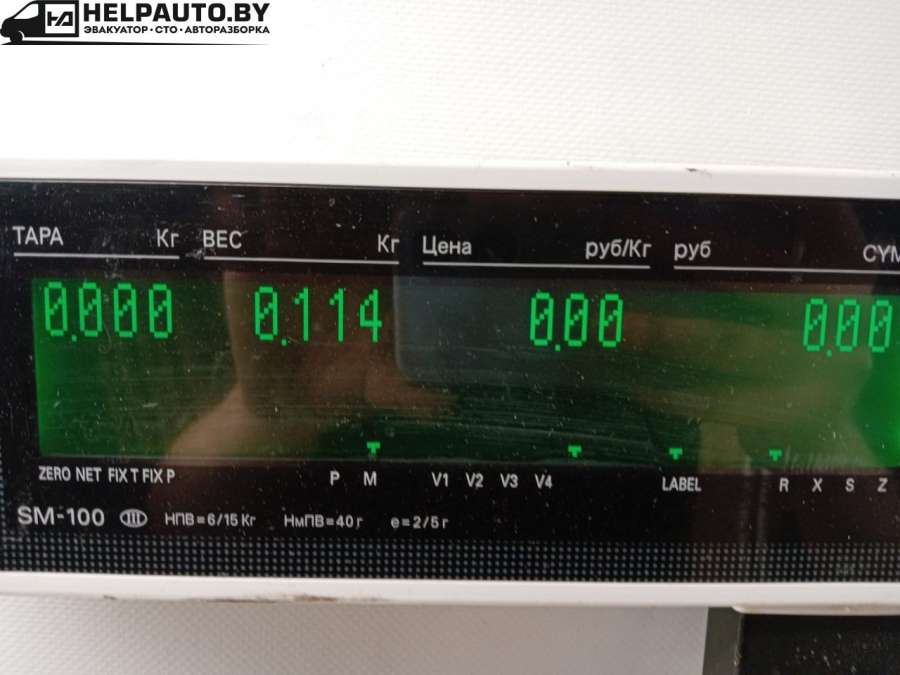 HELPAUTO.BY
ЭВАКУАТОР · СТО · АВТОРАЗБОРКА
ТАРА Кг ВЕС Кг Цена руб/Кг руб СУМ
0.000 0.114 0.00 0.00
ZERO NET FIX T FIX P P M V1 V2 V3 V4 LABEL R X S Z
SM-100 III НПВ=6/15 Кг НмПВ=40 г е=2/5 г